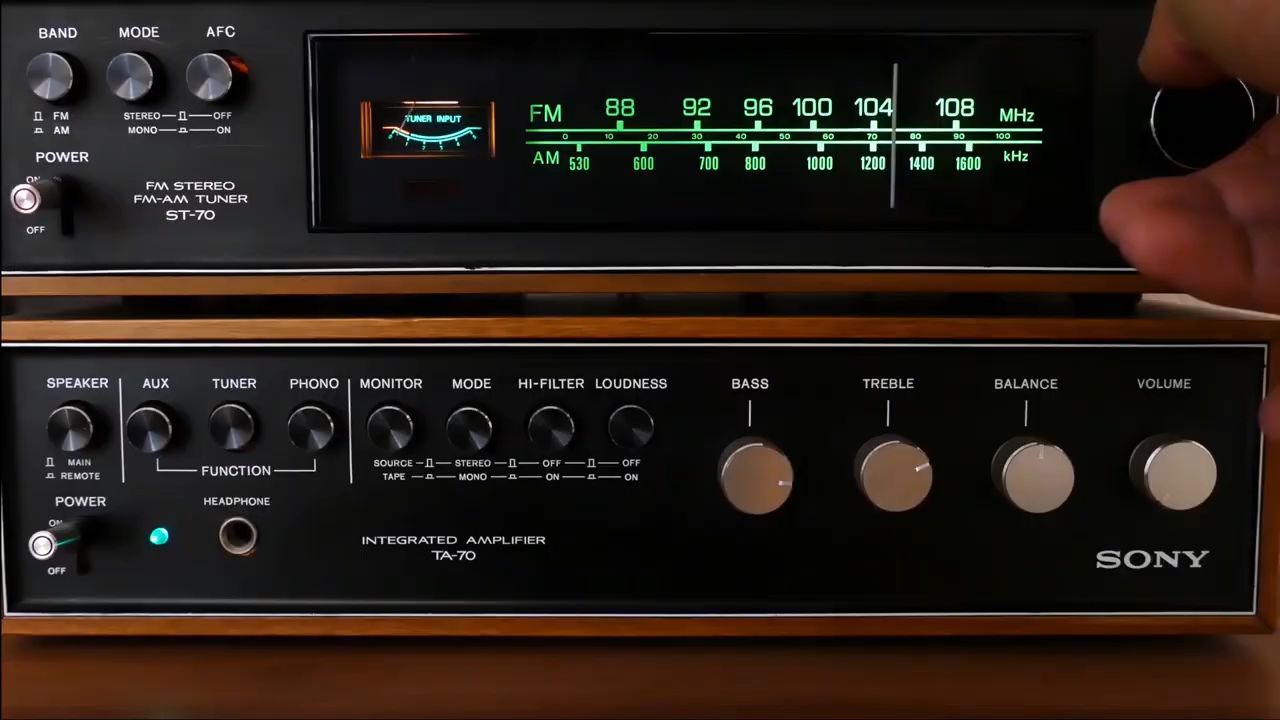 BAND MODE AFC
FM STEREO OFF
AM MONO ON
POWER
ON
OFF
FM STEREO
FM-AM TUNER
ST-70
TUNER INPUT
FM 88 92 96 100 104 108 MHz
0 10 20 30 40 50 60 70 80 90 100
AM 530 600 700 800 1000 1200 1400 1600 kHz
SPEAKER AUX TUNER PHONO MONITOR MODE HI-FILTER LOUDNESS BASS TREBLE BALANCE VOLUME
MAIN SOURCE STEREO OFF OFF
REMOTE FUNCTION TAPE MONO ON ON
POWER HEADPHONE
ON
OFF
INTEGRATED AMPLIFIER
TA-70
SONY